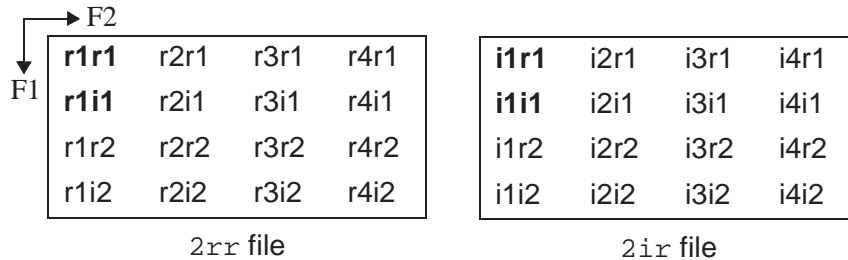 F2
F1
r1r1 r2r1 r3r1 r4r1
r1i1 r2i1 r3i1 r4i1
r1r2 r2r2 r3r2 r4r2
r1i2 r2i2 r3i2 r4i2
2rr file
i1r1 i2r1 i3r1 i4r1
i1i1 i2i1 i3i1 i4i1
i1r2 i2r2 i3r2 i4r2
i1i2 i2i2 i3i2 i4i2
2ir file